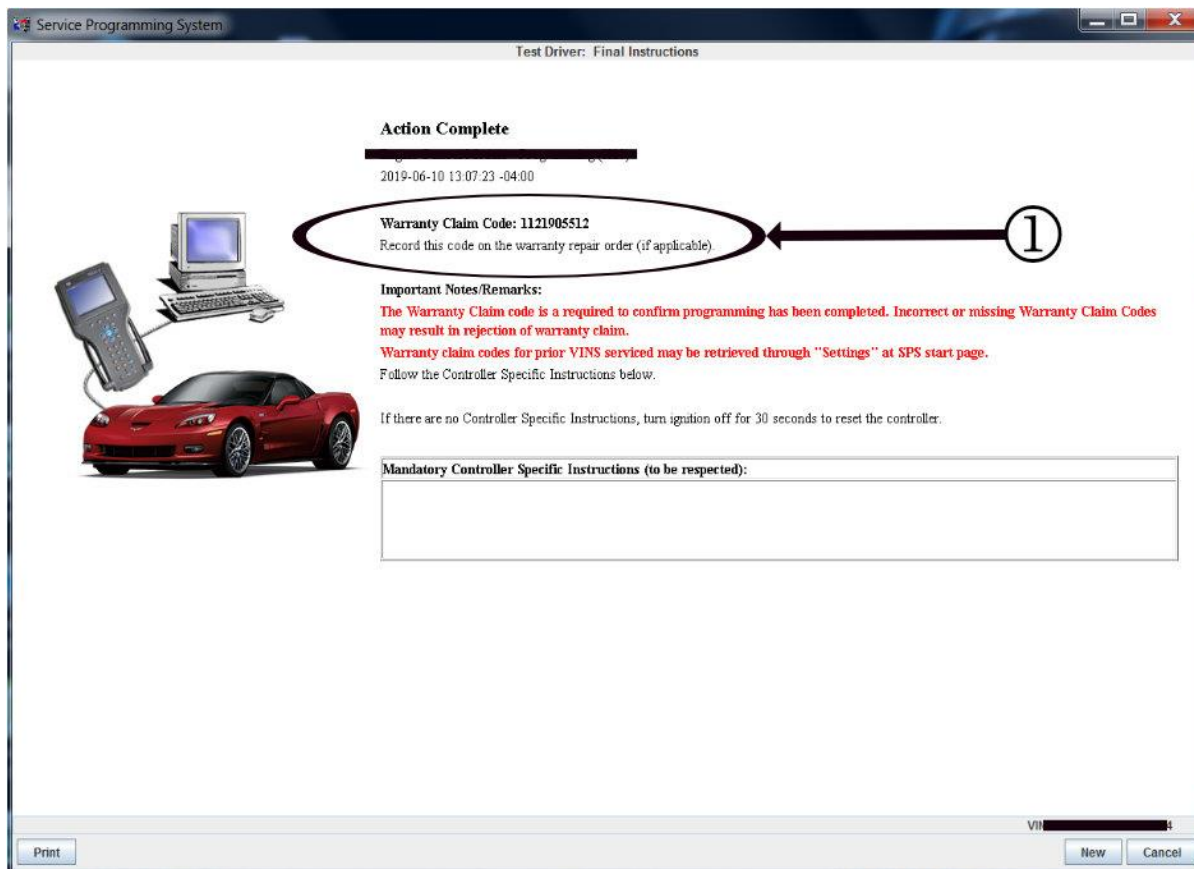 Service Programming System
Test Driver: Final Instructions
Action Complete
2019-06-10 13:07:23 -04:00
Warranty Claim Code: 1121905512
Record this code on the warranty repair order (if applicable).
①
Important Notes/Remarks:
The Warranty Claim code is a required to confirm programming has been completed. Incorrect or missing Warranty Claim Codes
may result in rejection of warranty claim.
Warranty claim codes for prior VINS serviced may be retrieved through "Settings" at SPS start page.
Follow the Controller Specific Instructions below.
If there are no Controller Specific Instructions, turn ignition off for 30 seconds to reset the controller.
Mandatory Controller Specific Instructions (to be respected):
4
Print
New
Cancel